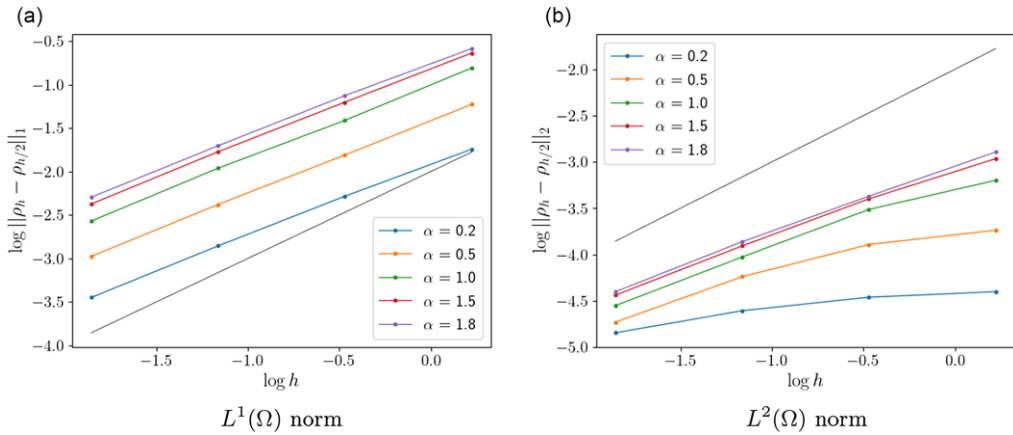 (a)
−0.5
−1.0
−1.5
−2.0
−2.5
−3.0
−3.5
−4.0
log ||ρ_h − ρ_{h/2}||_1
α = 0.2
α = 0.5
α = 1.0
α = 1.5
α = 1.8
−1.5 −1.0 −0.5 0.0
log h
L^1(Ω) norm
(b)
−2.0
−2.5
−3.0
−3.5
−4.0
−4.5
−5.0
log ||ρ_h − ρ_{h/2}||_2
α = 0.2
α = 0.5
α = 1.0
α = 1.5
α = 1.8
−1.5 −1.0 −0.5 0.0
log h
L^2(Ω) norm